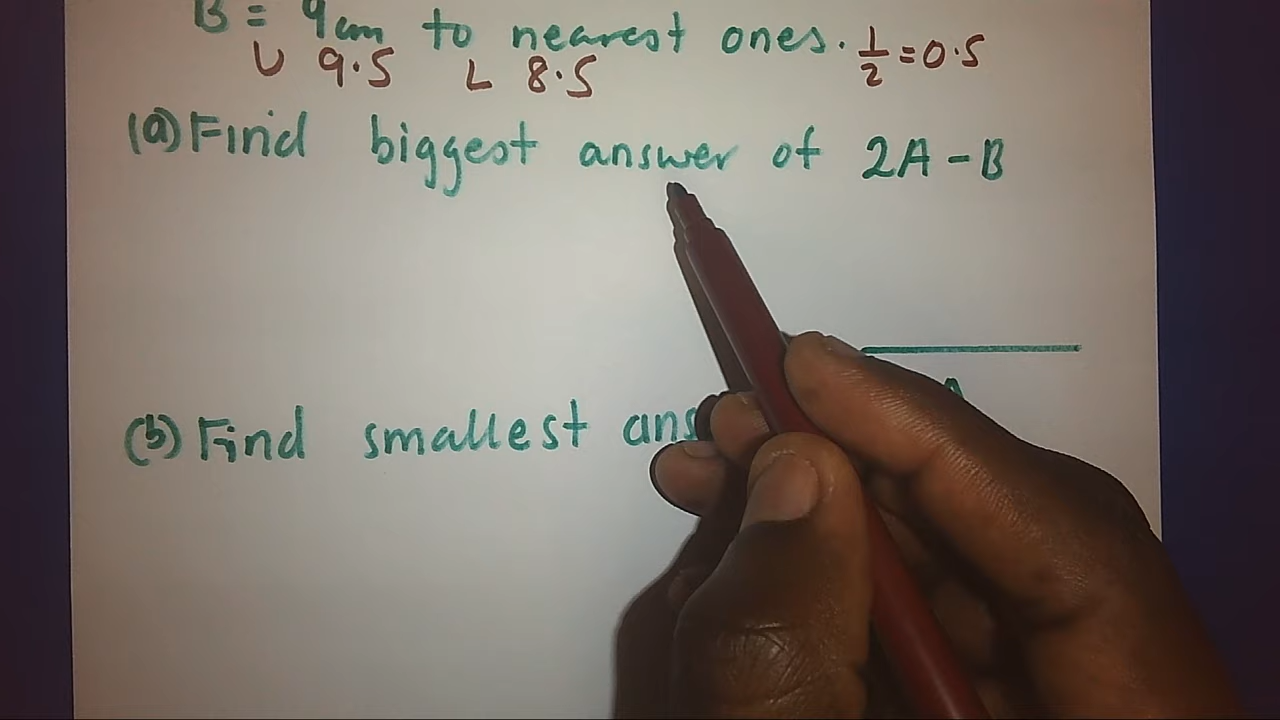 B = 9cm to nearest ones. 1/2 = 0.5
U 9.5 L 8.5
(a) Find biggest answer of 2A - B
(b) Find smallest